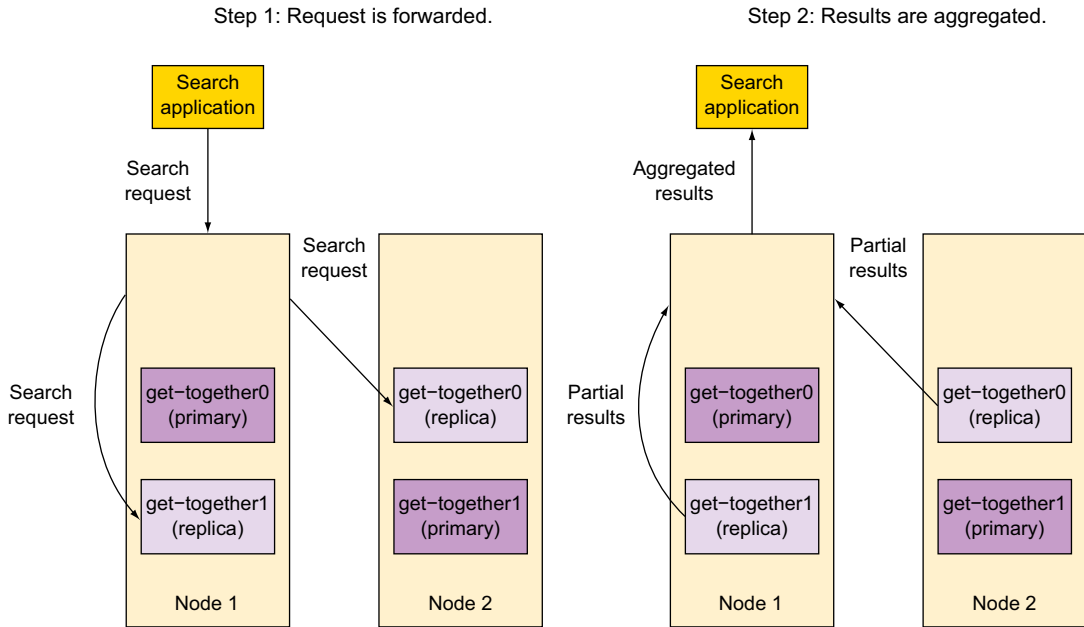 Step 1: Request is forwarded.
Search
application
Search
request
Search
request
Search
request
get−together0
(primary)
get−together0
(replica)
get−together1
(replica)
get−together1
(primary)
Node 1
Node 2
Step 2: Results are aggregated.
Search
application
Aggregated
results
Partial
results
Partial
results
get−together0
(primary)
get−together0
(replica)
get−together1
(replica)
get−together1
(primary)
Node 1
Node 2